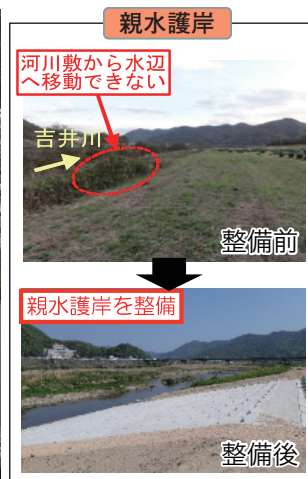 親水護岸
河川敷から水辺
へ移動できない
吉井川
整備前
親水護岸を整備
整備後